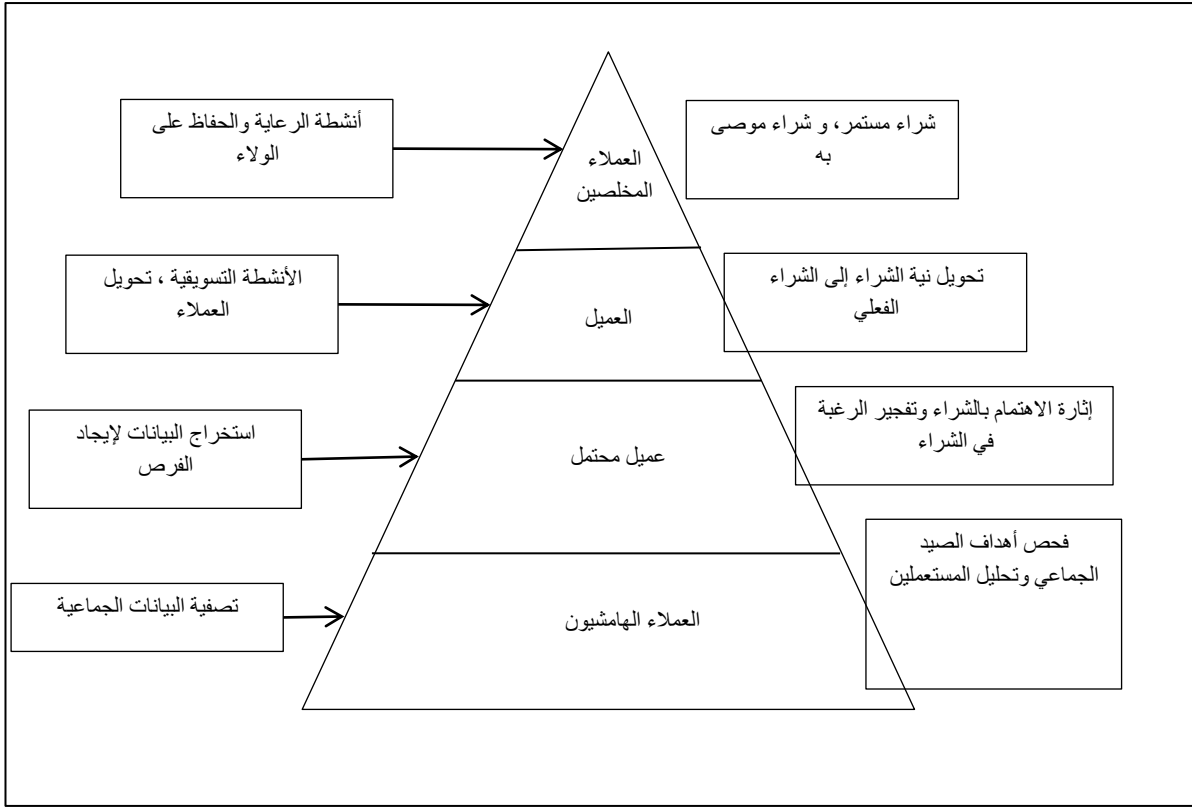 شراء مستمر، و شراء موصى
به
العملاء
المخلصين
أنشطة الرعاية والحفاظ على
الولاء
تحويل نية الشراء إلى الشراء
الفعلي
العميل
الأنشطة التسويقية ، تحويل
العملاء
إثارة الاهتمام بالشراء وتفجير الرغبة
في الشراء
عميل محتمل
استخراج البيانات لإيجاد
الفرص
فحص أهداف الصيد
الجماعي وتحليل المستعملين
العملاء الهامشيون
تصفية البيانات الجماعية